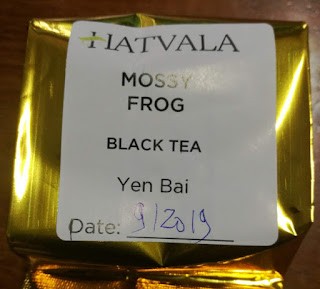 HATVALA
MOSSY
FROG
BLACK TEA
Yen Bai
Date: 9/2019